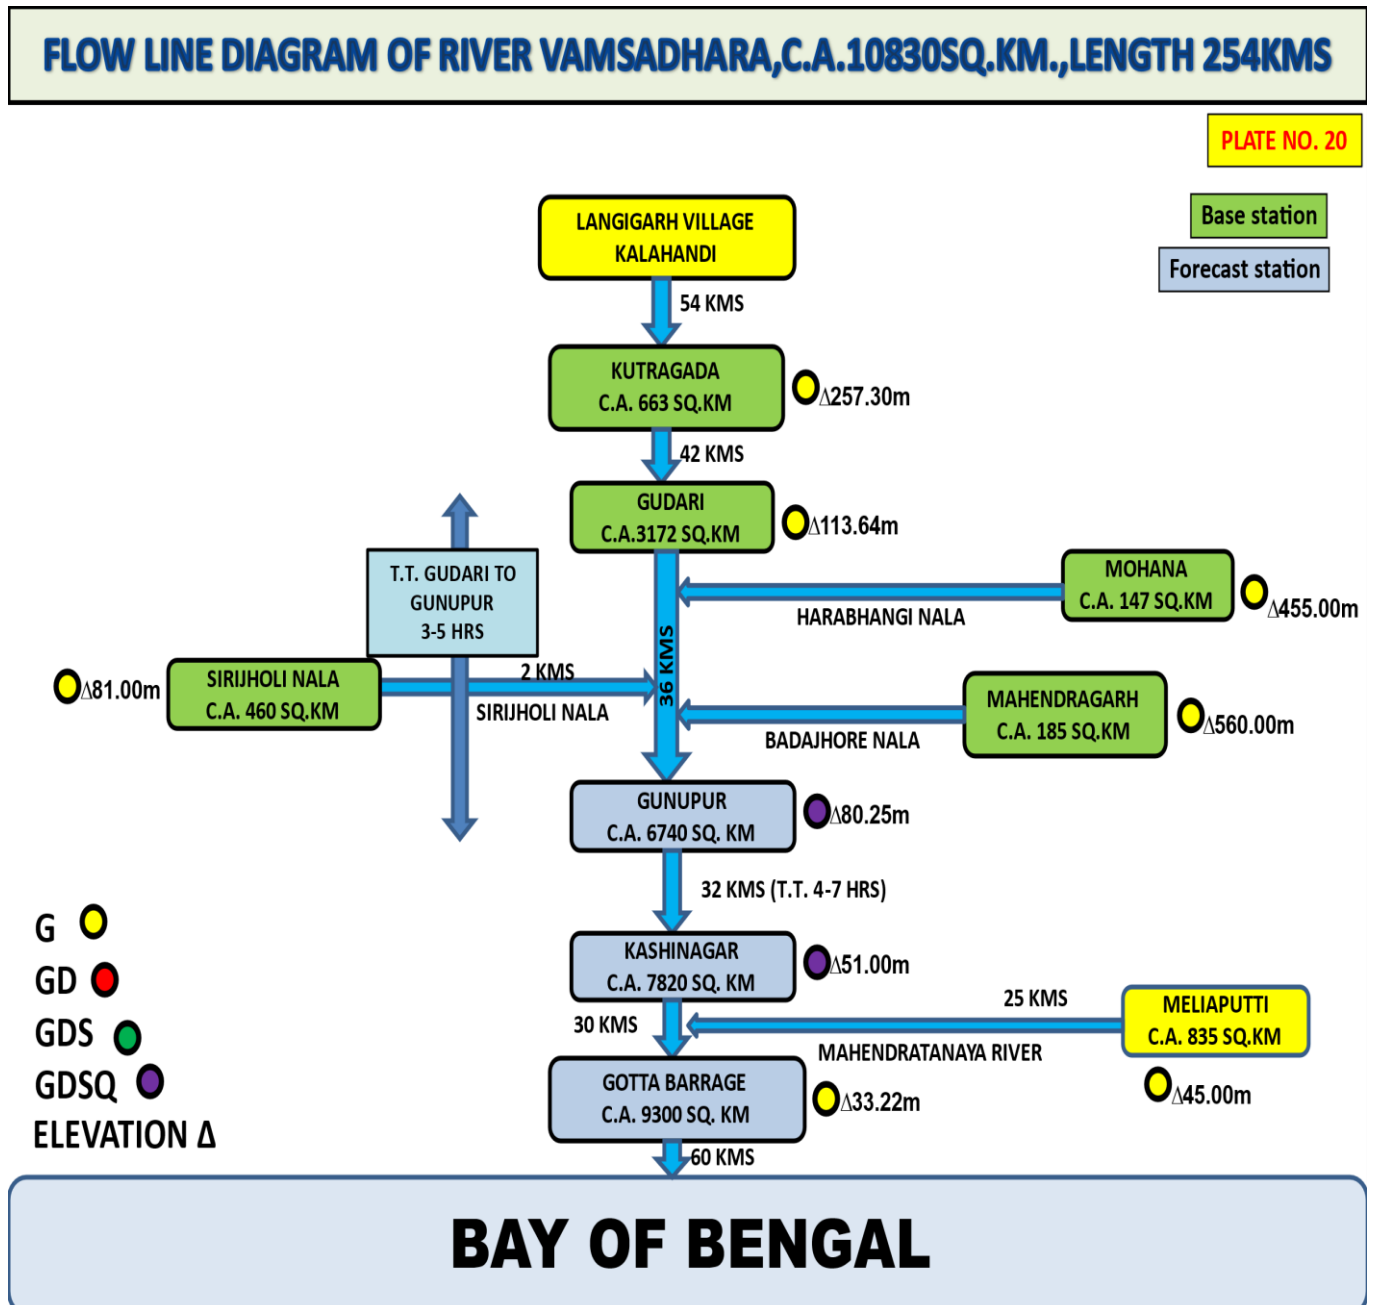 FLOW LINE DIAGRAM OF RIVER VAMSADHARA,C.A.10830SQ.KM.,LENGTH 254KMS
PLATE NO. 20
Base station
Forecast station
LANGIGARH VILLAGE
KALAHANDI
54 KMS
KUTRAGADA
C.A. 663 SQ.KM
Δ257.30m
42 KMS
GUDARI
C.A.3172 SQ.KM
Δ113.64m
T.T. GUDARI TO
GUNUPUR
3-5 HRS
MOHANA
C.A. 147 SQ.KM
Δ455.00m
HARABHANGI NALA
36 KMS
Δ81.00m
SIRIJHOLI NALA
C.A. 460 SQ.KM
2 KMS
SIRIJHOLI NALA
MAHENDRAGARH
C.A. 185 SQ.KM
Δ560.00m
BADAJHORE NALA
GUNUPUR
C.A. 6740 SQ. KM
Δ80.25m
32 KMS (T.T. 4-7 HRS)
KASHINAGAR
C.A. 7820 SQ. KM
Δ51.00m
30 KMS
25 KMS
MAHENDRATANAYA RIVER
MELIAPUTTI
C.A. 835 SQ.KM
Δ45.00m
GOTTA BARRAGE
C.A. 9300 SQ. KM
Δ33.22m
60 KMS
G
GD
GDS
GDSQ
ELEVATION Δ
BAY OF BENGAL